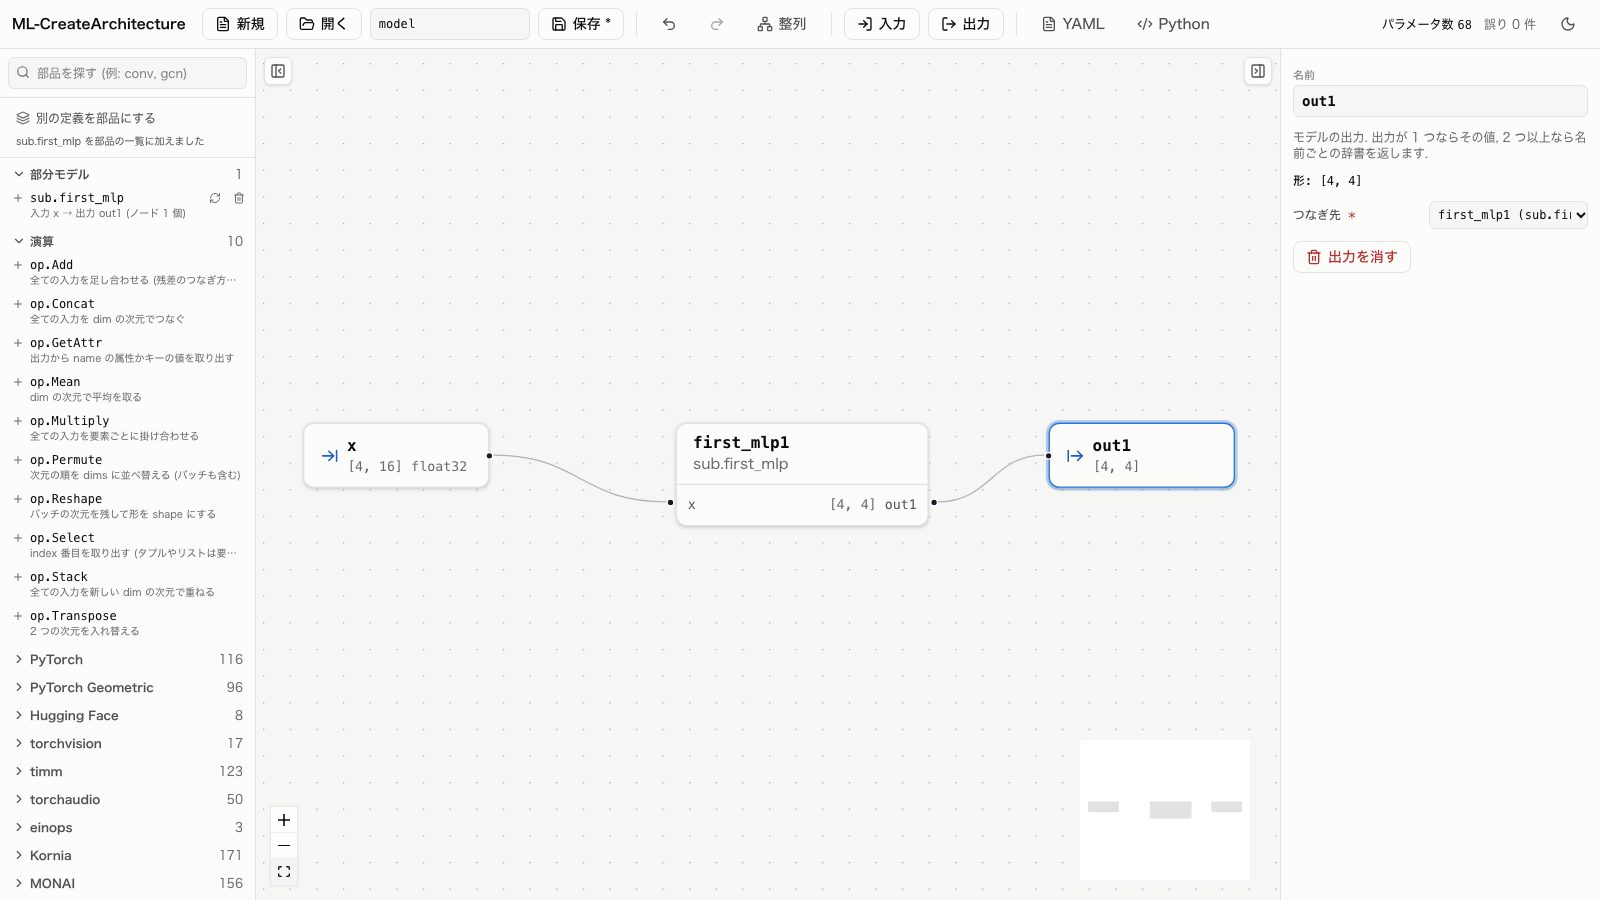 ML-CreateArchitecture
新規
開く
model
保存 *
整列
入力
出力
YAML
Python
パラメータ数 68
誤り 0 件
部品を探す (例: conv, gcn)
別の定義を部品にする
sub.first_mlp を部品の一覧に加えました
部分モデル 1
sub.first_mlp
入力 x → 出力 out1 (ノード 1 個)
演算 10
op.Add
全ての入力を足し合わせる (残差のつなぎ方…
op.Concat
全ての入力を dim の次元でつなぐ
op.GetAttr
出力から name の属性かキーの値を取り出す
op.Mean
dim の次元で平均を取る
op.Multiply
全ての入力を要素ごとに掛け合わせる
op.Permute
次元の順を dims に並べ替える (バッチも含む)
op.Reshape
バッチの次元を残して形を shape にする
op.Select
index 番目を取り出す (タプルやリストは要…
op.Stack
全ての入力を新しい dim の次元で重ねる
op.Transpose
2 つの次元を入れ替える
PyTorch 116
PyTorch Geometric 96
Hugging Face 8
torchvision 17
timm 123
torchaudio 50
einops 3
Kornia 171
MONAI 156
x
[4, 16] float32
first_mlp1
sub.first_mlp
x [4, 4] out1
out1
[4, 4]
名前
out1
モデルの出力. 出力が 1 つならその値, 2 つ以上なら名
前ごとの辞書を返します.
形: [4, 4]
つなぎ先 * first_mlp1 (sub.fir
出力を消す